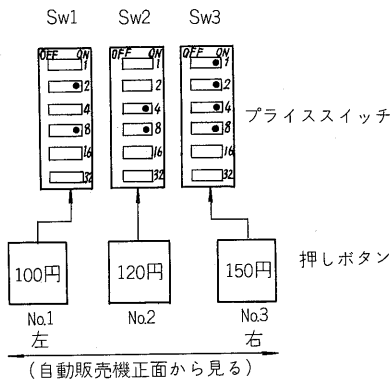 Sw1 Sw2 Sw3
OFF ON OFF ON OFF ON
1 1 1
2 2 2
4 4 4
8 8 8
16 16 16
32 32 32
プライススイッチ
100円 120円 150円
押しボタン
No.1 No.2 No.3
左 右
(自動販売機正面から見る)